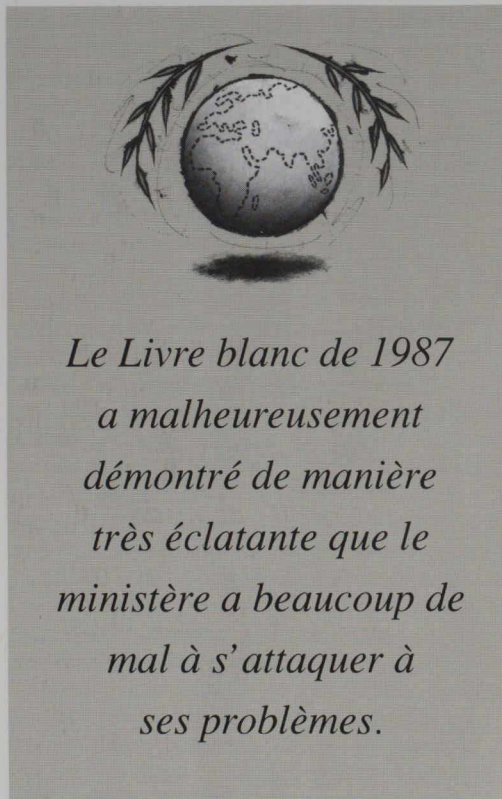 Le Livre blanc de 1987
a malheureusement
démontré de manière
très éclatante que le
ministère a beaucoup de
mal à s'attaquer à
ses problèmes.